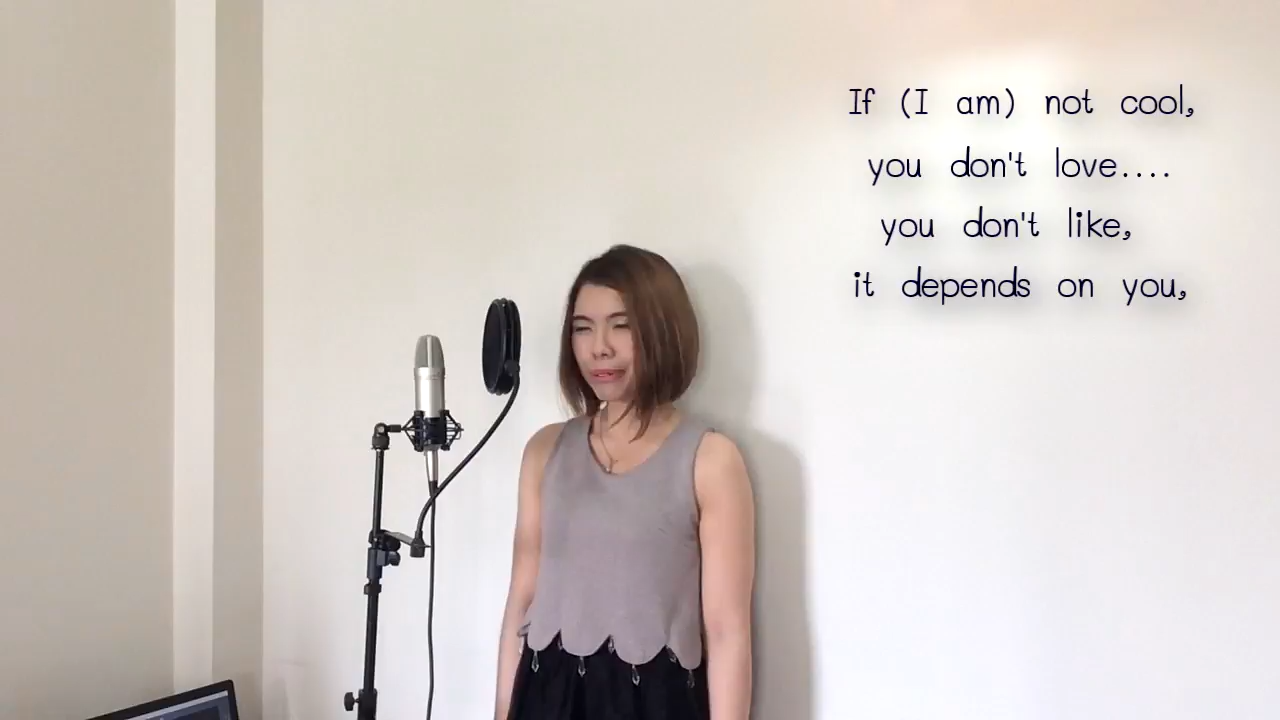 If (I am) not cool,
you don't love....
you don't like,
it depends on you,